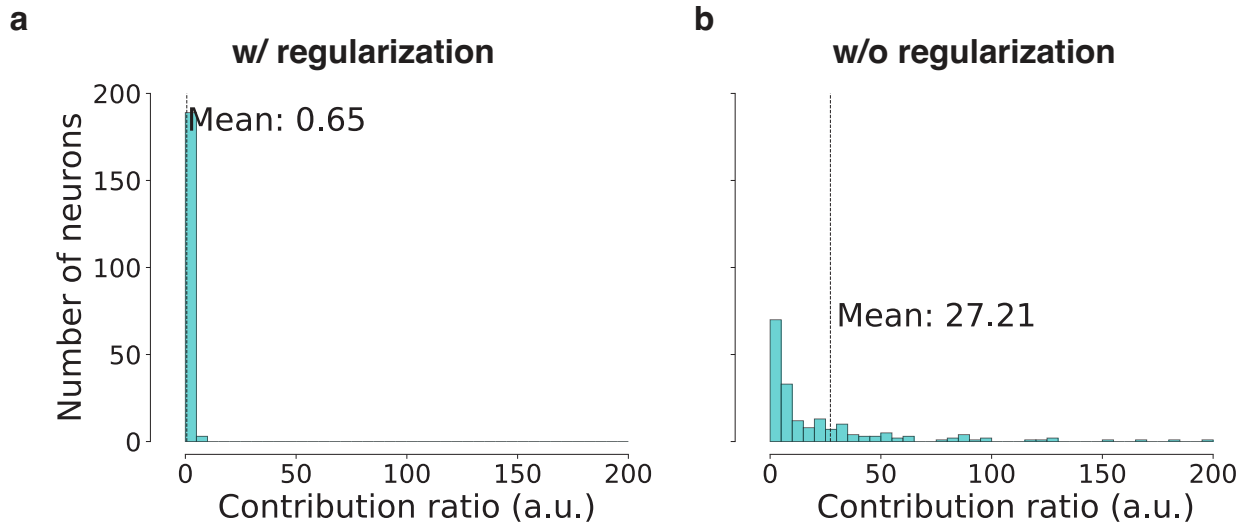 a
w/ regularization
Number of neurons
200
150
100
50
0
Mean: 0.65
0 50 100 150 200
Contribution ratio (a.u.)
b
w/o regularization
Mean: 27.21
0 50 100 150 200
Contribution ratio (a.u.)